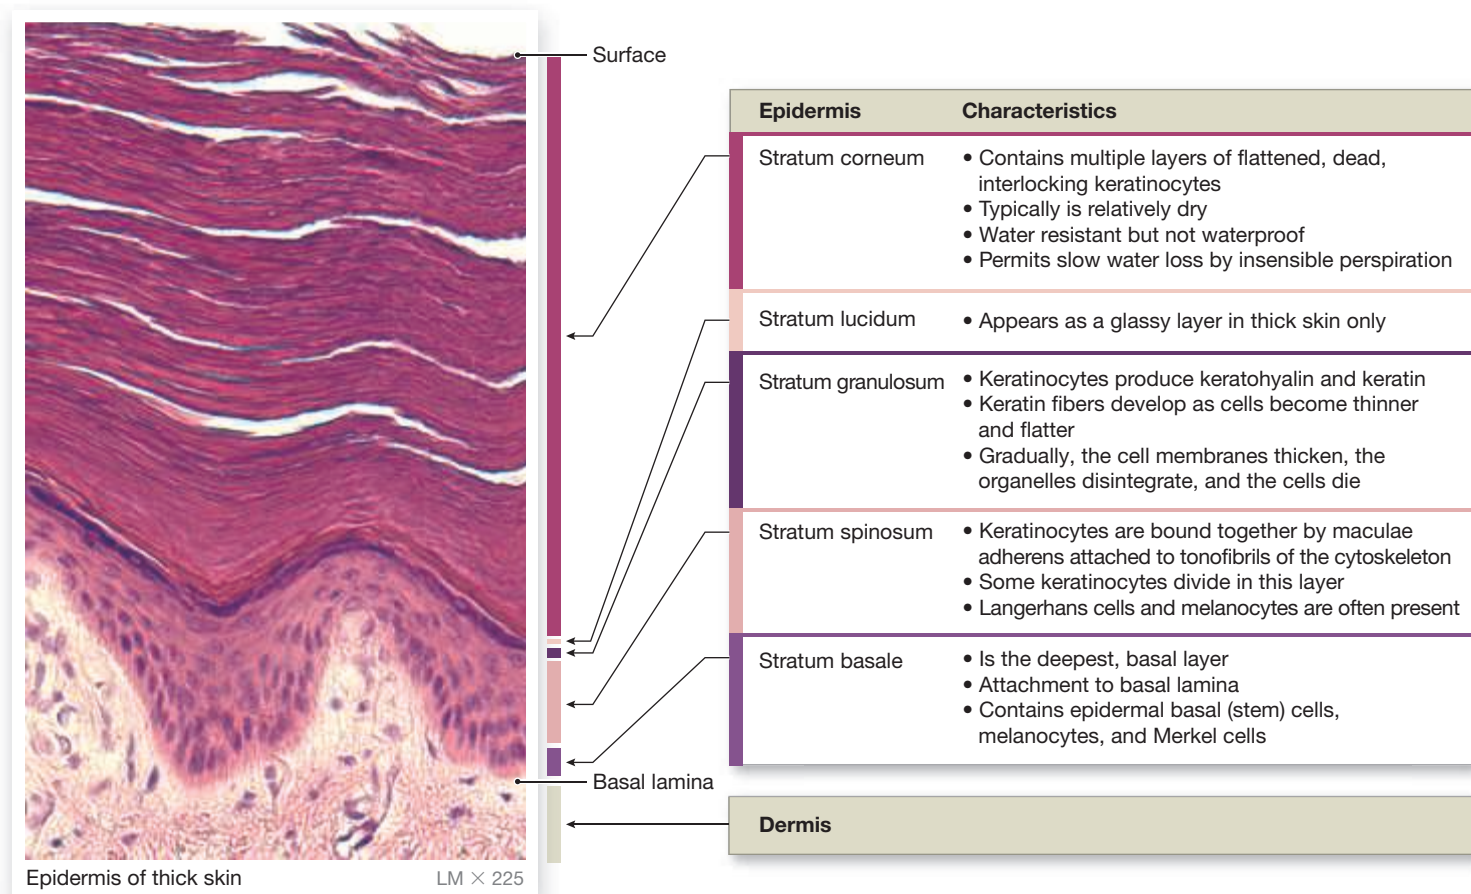 Surface
Epidermis Characteristics
Stratum corneum
• Contains multiple layers of flattened, dead,
interlocking keratinocytes
• Typically is relatively dry
• Water resistant but not waterproof
• Permits slow water loss by insensible perspiration
Stratum lucidum
• Appears as a glassy layer in thick skin only
Stratum granulosum
• Keratinocytes produce keratohyalin and keratin
• Keratin fibers develop as cells become thinner
and flatter
• Gradually, the cell membranes thicken, the
organelles disintegrate, and the cells die
Stratum spinosum
• Keratinocytes are bound together by maculae
adherens attached to tonofibrils of the cytoskeleton
• Some keratinocytes divide in this layer
• Langerhans cells and melanocytes are often present
Stratum basale
• Is the deepest, basal layer
• Attachment to basal lamina
• Contains epidermal basal (stem) cells,
melanocytes, and Merkel cells
Basal lamina
Dermis
Epidermis of thick skin
LM × 225